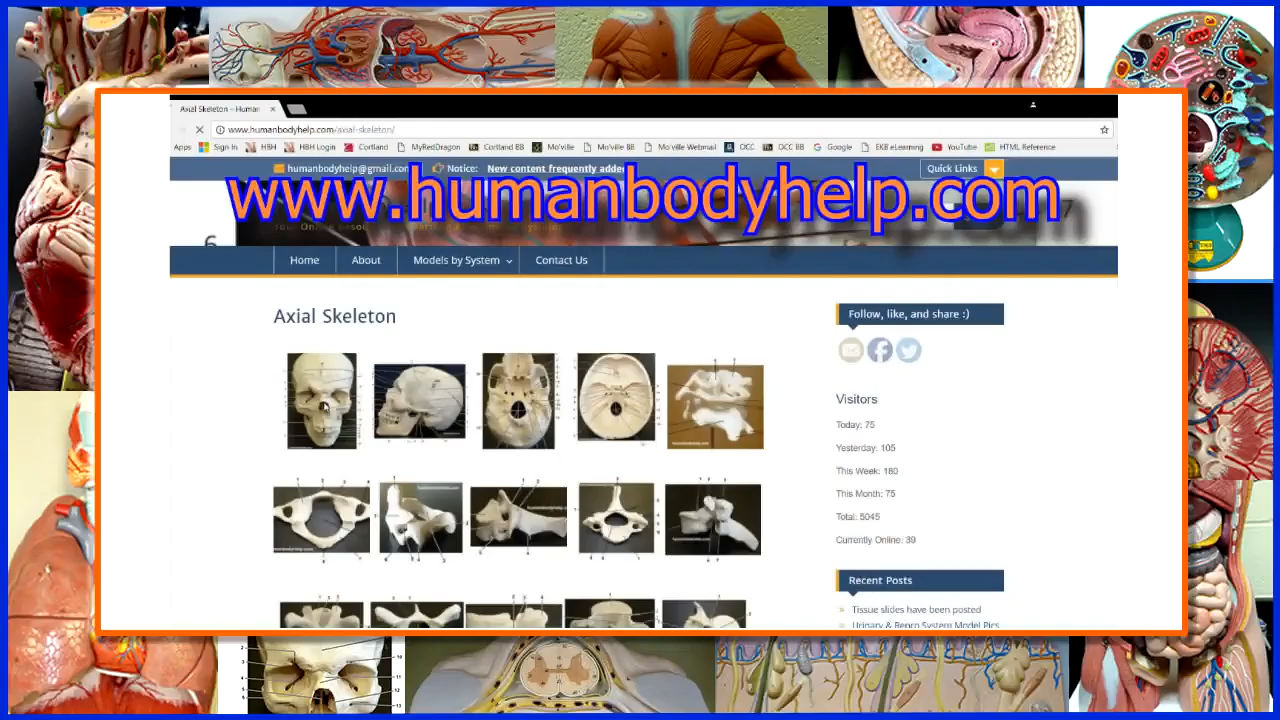 Axial Skeleton – Human
www.humanbodyhelp.com/axial-skeleton/
Apps Sign In HBH HBH Login Cortland MyRedDragon Cortland BB Mo'ville Mo'ville BB Mo'ville Webmail OCC OCC BB Google EKB eLearning YouTube HTML Reference
humanbodyhelp@gmail.com Notice: New content frequently added Quick Links
www.humanbodyhelp.com
Home About Models by System Contact Us
Axial Skeleton
Follow, like, and share :)
Visitors
Today: 75
Yesterday: 105
This Week: 180
This Month: 75
Total: 5045
Currently Online: 39
Recent Posts
» Tissue slides have been posted
Urinary & Repro System Model Pics